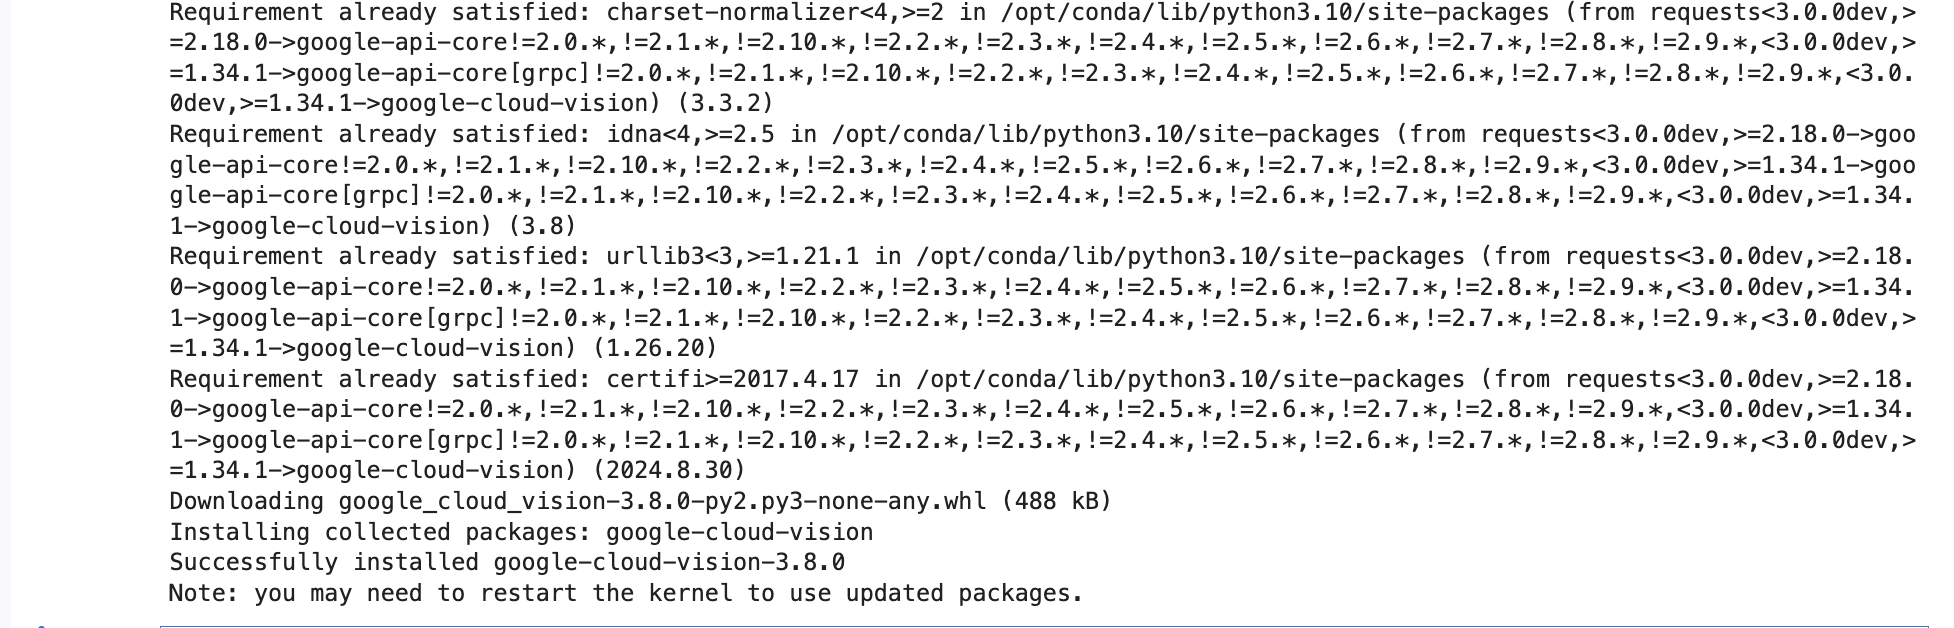 Requirement already satisfied: charset-normalizer<4,>=2 in /opt/conda/lib/python3.10/site-packages (from requests<3.0.0dev,>
=2.18.0->google-api-core!=2.0.*,!=2.1.*,!=2.10.*,!=2.2.*,!=2.3.*,!=2.4.*,!=2.5.*,!=2.6.*,!=2.7.*,!=2.8.*,!=2.9.*,<3.0.0dev,>
=1.34.1->google-api-core[grpc]!=2.0.*,!=2.1.*,!=2.10.*,!=2.2.*,!=2.3.*,!=2.4.*,!=2.5.*,!=2.6.*,!=2.7.*,!=2.8.*,!=2.9.*,<3.0.
0dev,>=1.34.1->google-cloud-vision) (3.3.2)
Requirement already satisfied: idna<4,>=2.5 in /opt/conda/lib/python3.10/site-packages (from requests<3.0.0dev,>=2.18.0->goo
gle-api-core!=2.0.*,!=2.1.*,!=2.10.*,!=2.2.*,!=2.3.*,!=2.4.*,!=2.5.*,!=2.6.*,!=2.7.*,!=2.8.*,!=2.9.*,<3.0.0dev,>=1.34.1->goo
gle-api-core[grpc]!=2.0.*,!=2.1.*,!=2.10.*,!=2.2.*,!=2.3.*,!=2.4.*,!=2.5.*,!=2.6.*,!=2.7.*,!=2.8.*,!=2.9.*,<3.0.0dev,>=1.34.
1->google-cloud-vision) (3.8)
Requirement already satisfied: urllib3<3,>=1.21.1 in /opt/conda/lib/python3.10/site-packages (from requests<3.0.0dev,>=2.18.
0->google-api-core!=2.0.*,!=2.1.*,!=2.10.*,!=2.2.*,!=2.3.*,!=2.4.*,!=2.5.*,!=2.6.*,!=2.7.*,!=2.8.*,!=2.9.*,<3.0.0dev,>=1.34.
1->google-api-core[grpc]!=2.0.*,!=2.1.*,!=2.10.*,!=2.2.*,!=2.3.*,!=2.4.*,!=2.5.*,!=2.6.*,!=2.7.*,!=2.8.*,!=2.9.*,<3.0.0dev,>
=1.34.1->google-cloud-vision) (1.26.20)
Requirement already satisfied: certifi>=2017.4.17 in /opt/conda/lib/python3.10/site-packages (from requests<3.0.0dev,>=2.18.
0->google-api-core!=2.0.*,!=2.1.*,!=2.10.*,!=2.2.*,!=2.3.*,!=2.4.*,!=2.5.*,!=2.6.*,!=2.7.*,!=2.8.*,!=2.9.*,<3.0.0dev,>=1.34.
1->google-api-core[grpc]!=2.0.*,!=2.1.*,!=2.10.*,!=2.2.*,!=2.3.*,!=2.4.*,!=2.5.*,!=2.6.*,!=2.7.*,!=2.8.*,!=2.9.*,<3.0.0dev,>
=1.34.1->google-cloud-vision) (2024.8.30)
Downloading google_cloud_vision-3.8.0-py2.py3-none-any.whl (488 kB)
Installing collected packages: google-cloud-vision
Successfully installed google-cloud-vision-3.8.0
Note: you may need to restart the kernel to use updated packages.